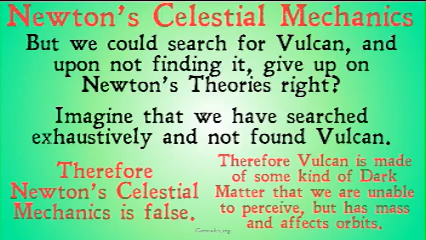 Newton's Celestial Mechanics
But we could search for Vulcan, and
upon not finding it, give up on
Newton's Theories right?
Imagine that we have searched
exhaustively and not found Vulcan.
Therefore
Newton's Celestial
Mechanics is false.
Therefore Vulcan is made
of some kind of Dark
Matter that we are unable
to perceive, but has mass
and affects orbits.